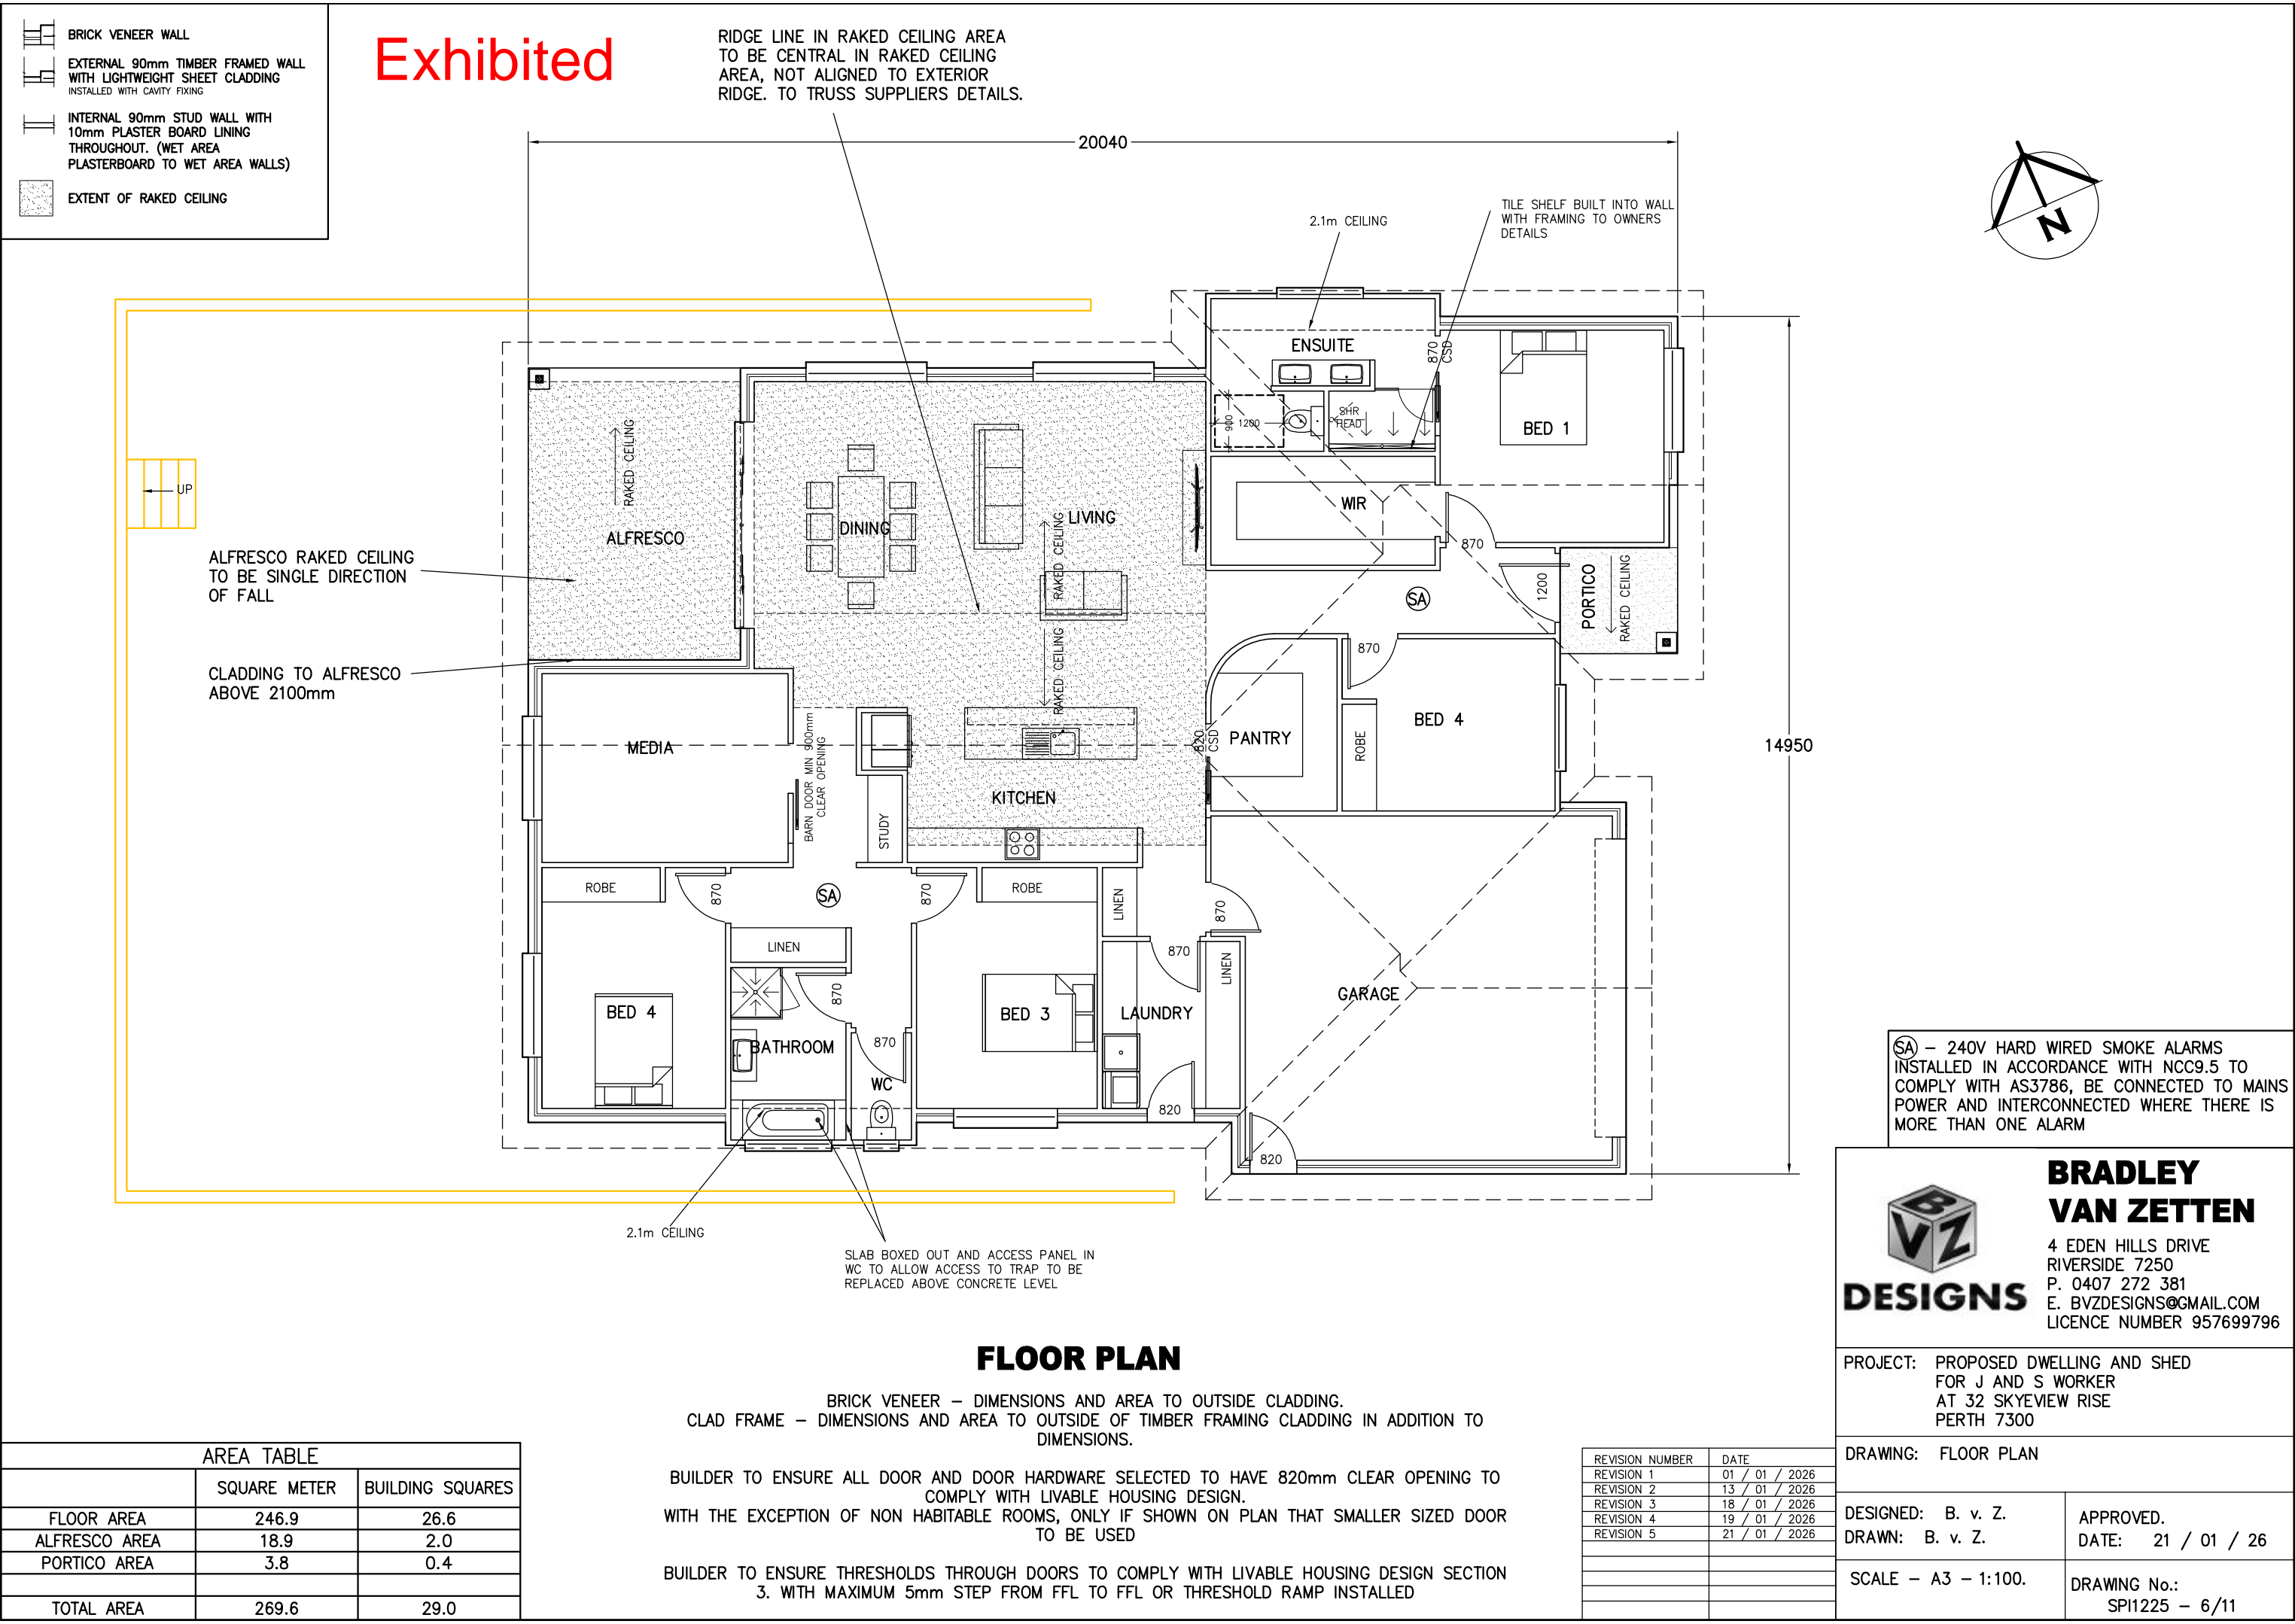 BRICK VENEER WALL
EXTERNAL 90mm TIMBER FRAMED WALL
WITH LIGHTWEIGHT SHEET CLADDING
INSTALLED WITH CAVITY FIXING
INTERNAL 90mm STUD WALL WITH
10mm PLASTER BOARD LINING
THROUGHOUT. (WET AREA
PLASTERBOARD TO WET AREA WALLS)
EXTENT OF RAKED CEILING
Exhibited
RIDGE LINE IN RAKED CEILING AREA
TO BE CENTRAL IN RAKED CEILING
AREA, NOT ALIGNED TO EXTERIOR
RIDGE. TO TRUSS SUPPLIERS DETAILS.
20040
N
TILE SHELF BUILT INTO WALL
WITH FRAMING TO OWNERS
DETAILS
2.1m CEILING
ENSUITE
870
CSD
BED 1
SHR
HEAD
900
1200
RAKED CEILING
ALFRESCO
DINING
LIVING
RAKED CEILING
WIR
870
UP
ALFRESCO RAKED CEILING
TO BE SINGLE DIRECTION
OF FALL
1200
PORTICO
RAKED CEILING
SA
RAKED CEILING
870
CLADDING TO ALFRESCO
ABOVE 2100mm
MEDIA
BARN DOOR MIN 900mm
CLEAR OPENING
STUDY
KITCHEN
820
CSD
PANTRY
ROBE
BED 4
14950
ROBE
870
SA
870
ROBE
LINEN
870
LINEN
870
LINEN
870
BED 4
BATHROOM
870
WC
BED 3
LAUNDRY
820
GARAGE
820
2.1m CEILING
SLAB BOXED OUT AND ACCESS PANEL IN
WC TO ALLOW ACCESS TO TRAP TO BE
REPLACED ABOVE CONCRETE LEVEL
SA – 240V HARD WIRED SMOKE ALARMS
INSTALLED IN ACCORDANCE WITH NCC9.5 TO
COMPLY WITH AS3786, BE CONNECTED TO MAINS
POWER AND INTERCONNECTED WHERE THERE IS
MORE THAN ONE ALARM
BVZ
DESIGNS
BRADLEY
VAN ZETTEN
4 EDEN HILLS DRIVE
RIVERSIDE 7250
P. 0407 272 381
E. BVZDESIGNS@GMAIL.COM
LICENCE NUMBER 957699796
PROJECT: PROPOSED DWELLING AND SHED
FOR J AND S WORKER
AT 32 SKYEVIEW RISE
PERTH 7300
DRAWING: FLOOR PLAN
DESIGNED: B. v. Z.
DRAWN: B. v. Z.
APPROVED.
DATE: 21 / 01 / 26
SCALE – A3 – 1:100.
DRAWING No.:
SPI1225 – 6/11
FLOOR PLAN
BRICK VENEER – DIMENSIONS AND AREA TO OUTSIDE CLADDING.
CLAD FRAME – DIMENSIONS AND AREA TO OUTSIDE OF TIMBER FRAMING CLADDING IN ADDITION TO
DIMENSIONS.
BUILDER TO ENSURE ALL DOOR AND DOOR HARDWARE SELECTED TO HAVE 820mm CLEAR OPENING TO
COMPLY WITH LIVABLE HOUSING DESIGN.
WITH THE EXCEPTION OF NON HABITABLE ROOMS, ONLY IF SHOWN ON PLAN THAT SMALLER SIZED DOOR
TO BE USED
BUILDER TO ENSURE THRESHOLDS THROUGH DOORS TO COMPLY WITH LIVABLE HOUSING DESIGN SECTION
3. WITH MAXIMUM 5mm STEP FROM FFL TO FFL OR THRESHOLD RAMP INSTALLED
AREA TABLE
SQUARE METER BUILDING SQUARES
FLOOR AREA 246.9 26.6
ALFRESCO AREA 18.9 2.0
PORTICO AREA 3.8 0.4
TOTAL AREA 269.6 29.0
REVISION NUMBER DATE
REVISION 1 01 / 01 / 2026
REVISION 2 13 / 01 / 2026
REVISION 3 18 / 01 / 2026
REVISION 4 19 / 01 / 2026
REVISION 5 21 / 01 / 2026